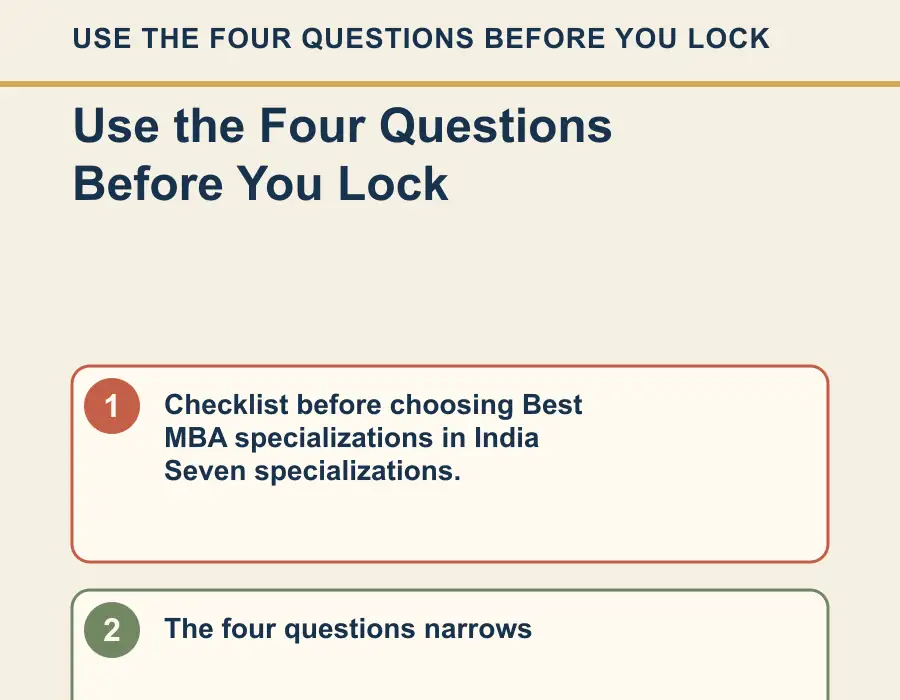 USE THE FOUR QUESTIONS BEFORE YOU LOCK
Use the Four Questions
Before You Lock
1
Checklist before choosing Best
MBA specializations in India
Seven specializations.
2
The four questions narrows